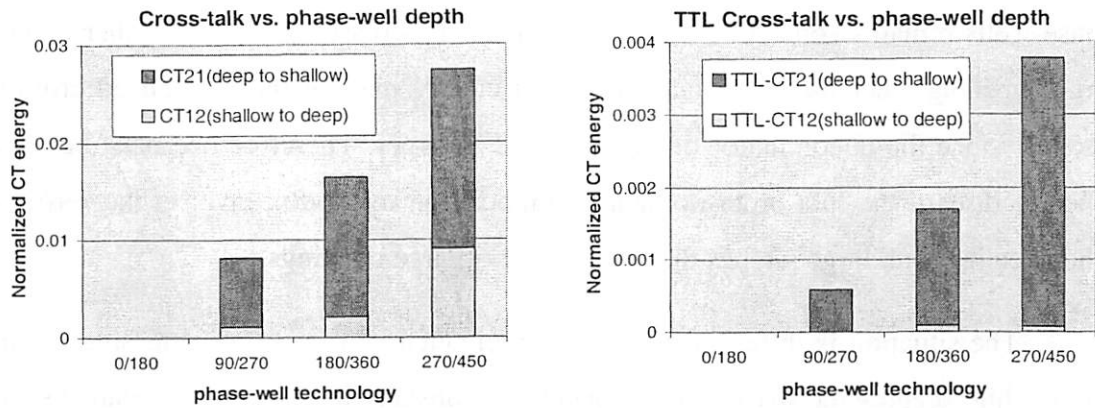 Cross-talk vs. phase-well depth
0.03
0.02
0.01
0
Normalized CT energy
CT21(deep to shallow)
CT12(shallow to deep)
0/180
90/270
180/360
270/450
phase-well technology
TTL Cross-talk vs. phase-well depth
0.004
0.003
0.002
0.001
0
Normalized CT energy
TTL-CT21(deep to shallow)
TTL-CT12(shallow to deep)
0/180
90/270
180/360
270/450
phase-well technology